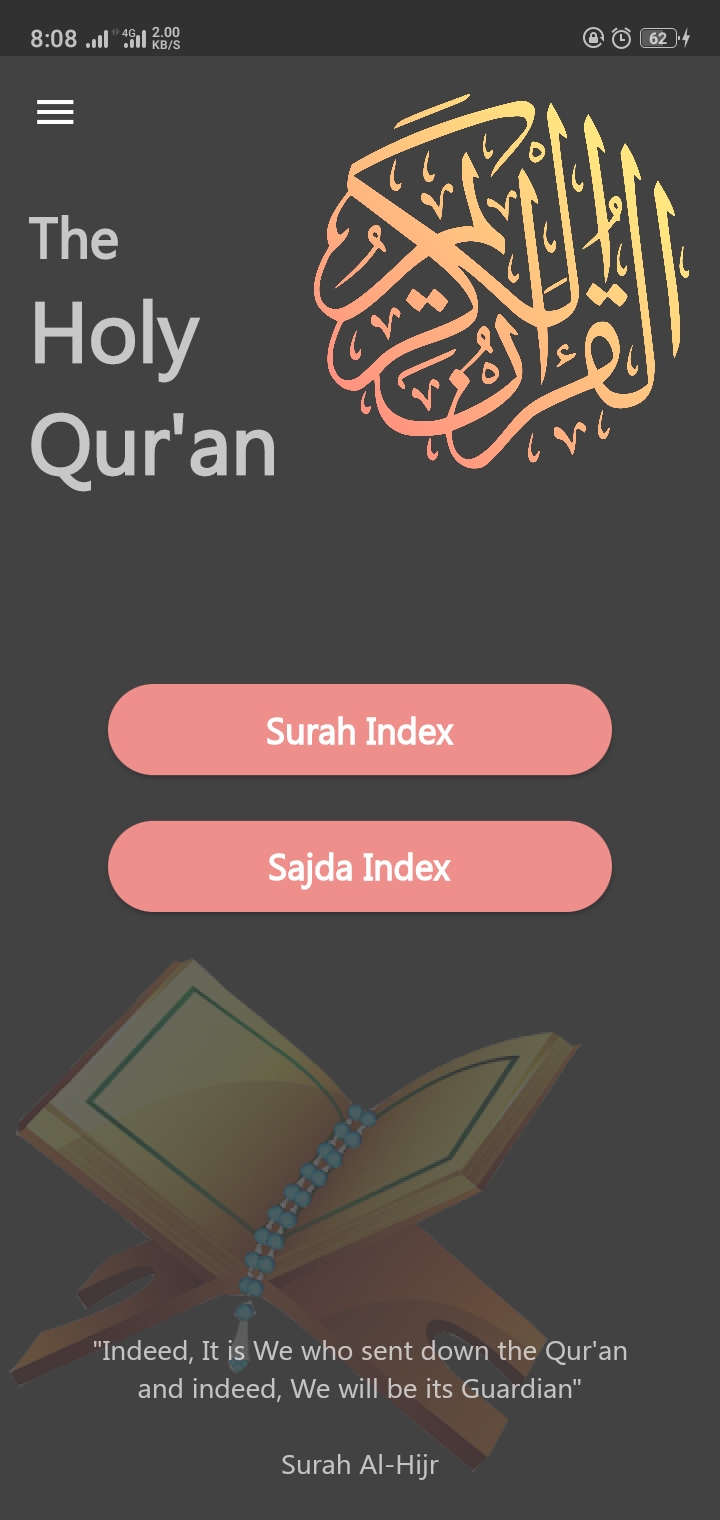 8:08 4G 2.00 KB/S 62
The
Holy
Qur'an
القرآن الكريم
Surah Index
Sajda Index
"Indeed, It is We who sent down the Qur'an
and indeed, We will be its Guardian"
Surah Al-Hijr